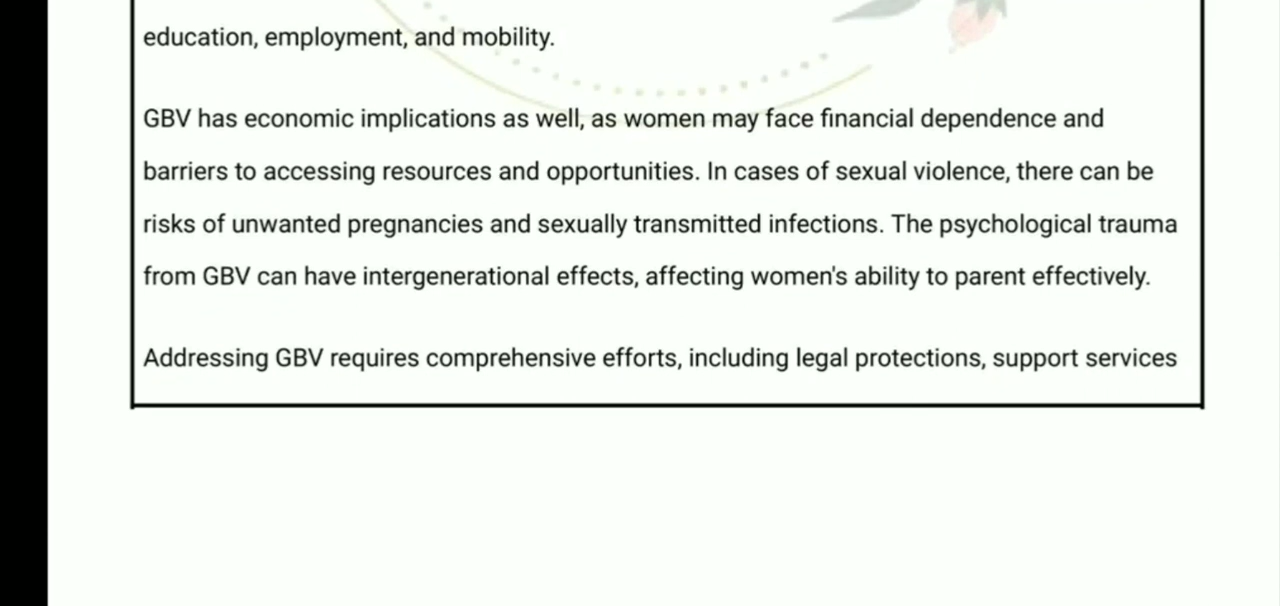 education, employment, and mobility.
GBV has economic implications as well, as women may face financial dependence and
barriers to accessing resources and opportunities. In cases of sexual violence, there can be
risks of unwanted pregnancies and sexually transmitted infections. The psychological trauma
from GBV can have intergenerational effects, affecting women's ability to parent effectively.
Addressing GBV requires comprehensive efforts, including legal protections, support services